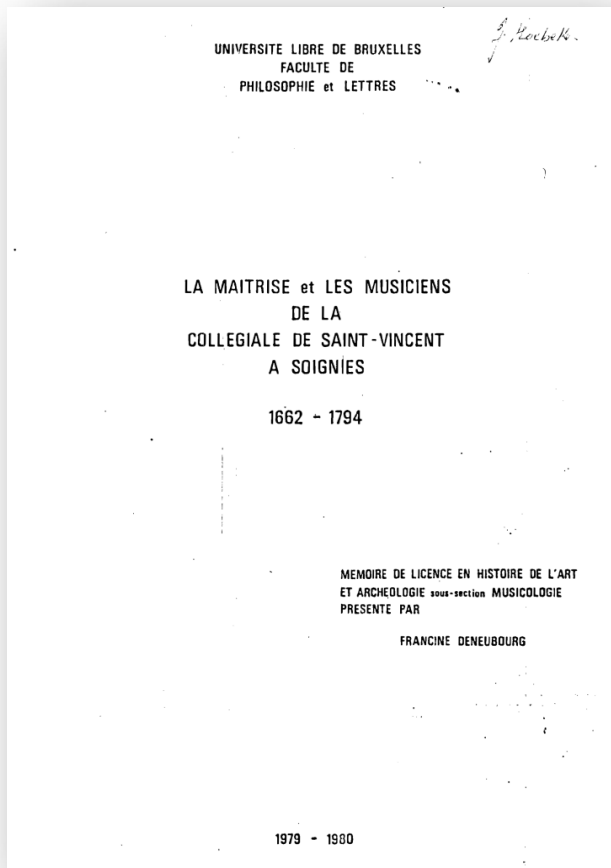 UNIVERSITE LIBRE DE BRUXELLES
FACULTE DE
PHILOSOPHIE et LETTRES
LA MAITRISE et LES MUSICIENS
DE LA
COLLEGIALE DE SAINT-VINCENT
A SOIGNIES
1662 - 1794
MEMOIRE DE LICENCE EN HISTOIRE DE L'ART
ET ARCHEOLOGIE sous-section MUSICOLOGIE
PRESENTE PAR
FRANCINE DENEUBOURG
1979 - 1980